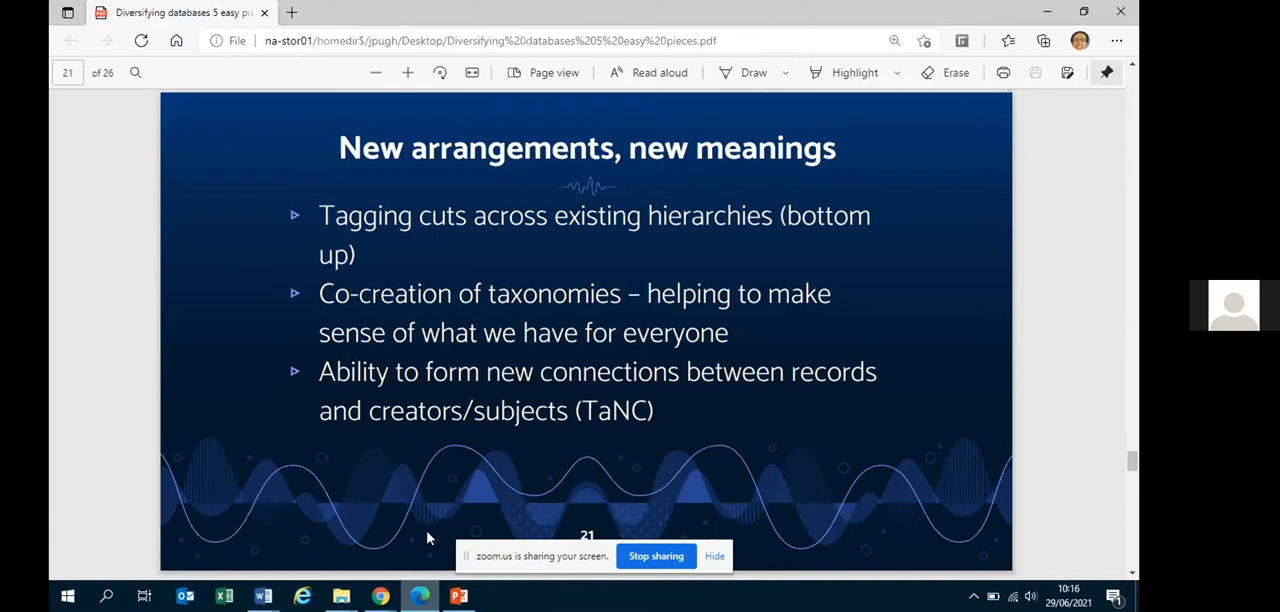 Diversifying databases 5 easy pie
File
na-stor01/homedir$/jpugh/Desktop/Diversifying%20databases%205%20easy%20pieces.pdf
21 of 26
Page view
Read aloud
Draw
Highlight
Erase
New arrangements, new meanings
Tagging cuts across existing hierarchies (bottom
up)
Co-creation of taxonomies – helping to make
sense of what we have for everyone
Ability to form new connections between records
and creators/subjects (TaNC)
21
zoom.us is sharing your screen.
Stop sharing
Hide
10:16
29/06/2021